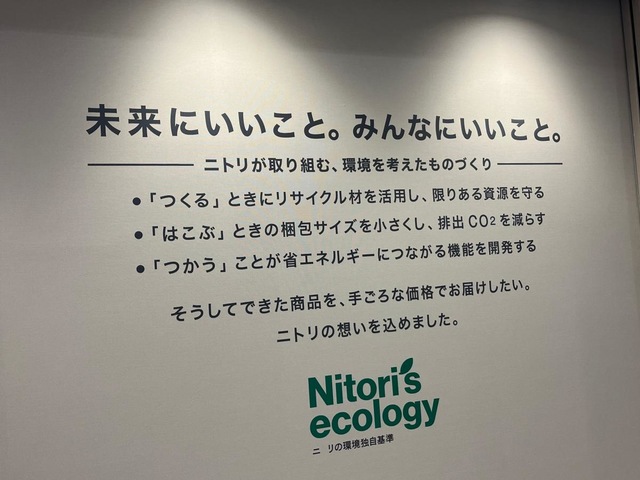 未来にいいこと。みんなにいいこと。
ニトリが取り組む、環境を考えたものづくり
●「つくる」ときにリサイクル材を活用し、限りある資源を守る
●「はこぶ」ときの梱包サイズを小さくし、排出CO2を減らす
●「つかう」ことが省エネルギーにつながる機能を開発する
そうしてできた商品を、手ごろな価格でお届けしたい。
ニトリの想いを込めました。
Nitori's
ecology
ニ リの環境独自基準